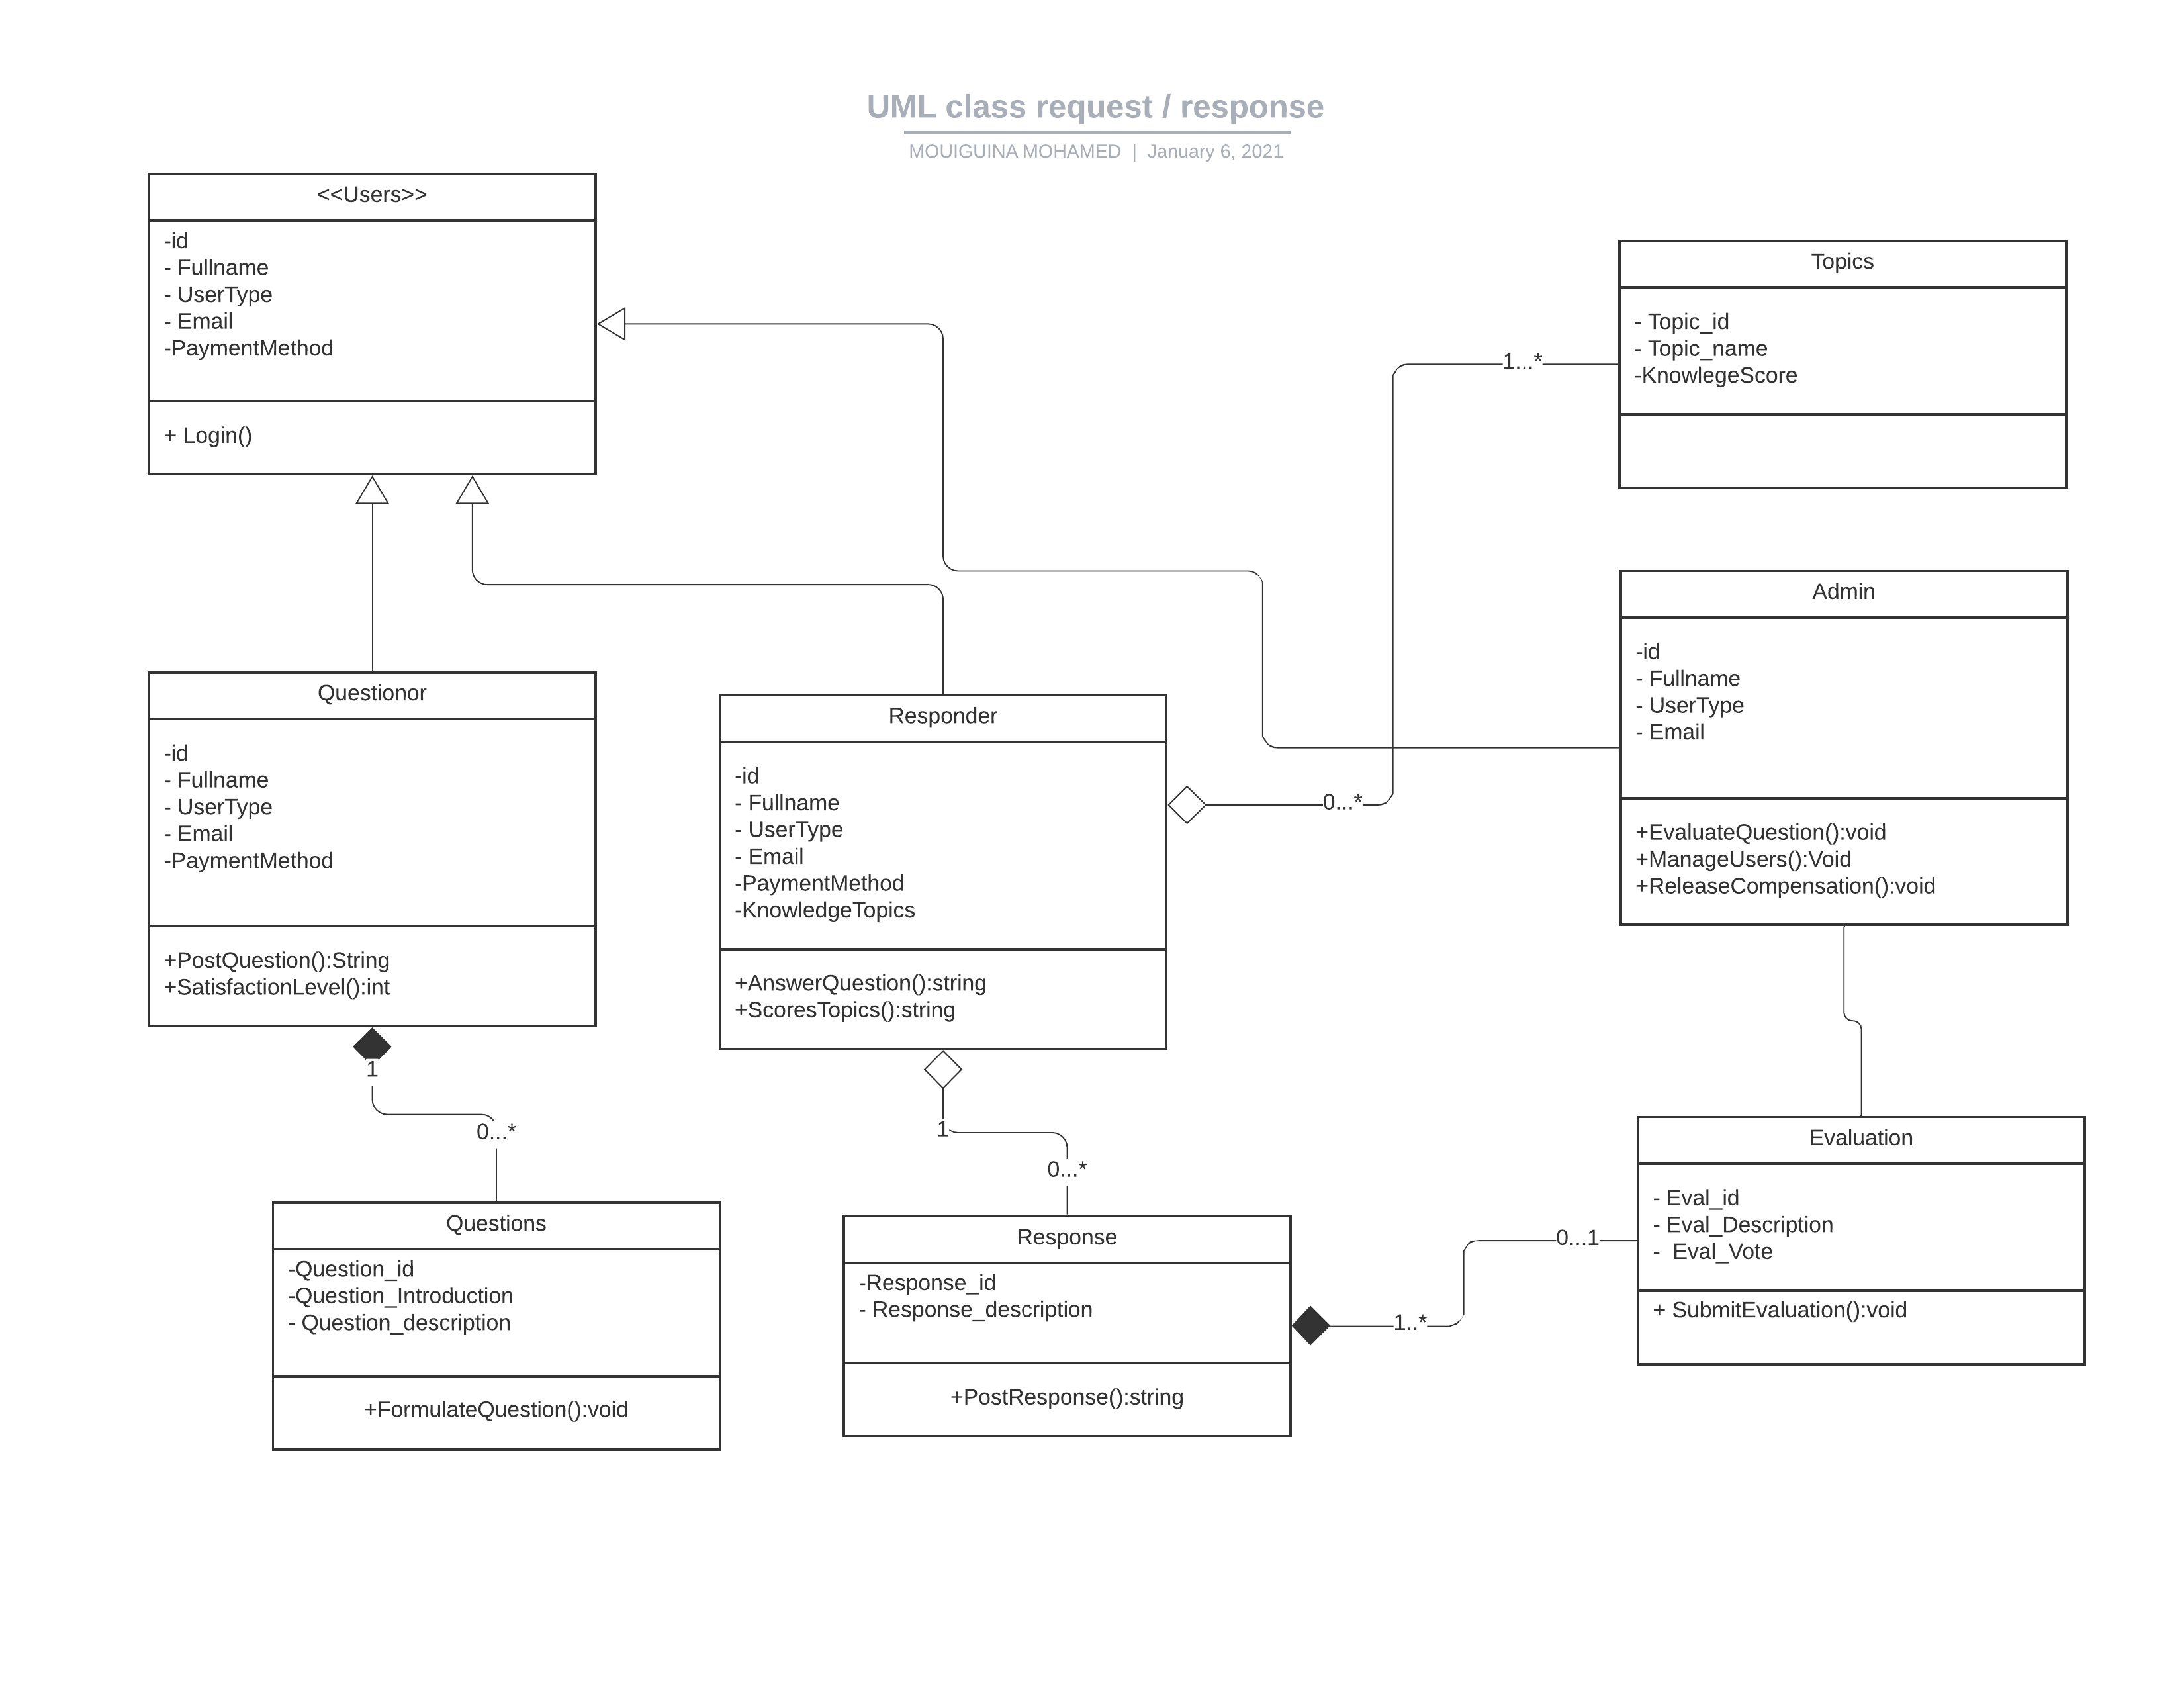 UML class request / response
MOUIGUINA MOHAMED | January 6, 2021
<<Users>>
-id
- Fullname
- UserType
- Email
-PaymentMethod
+ Login()
Topics
- Topic_id
- Topic_name
-KnowlegeScore
1...*
Admin
-id
- Fullname
- UserType
- Email
+EvaluateQuestion():void
+ManageUsers():Void
+ReleaseCompensation():void
Questionor
-id
- Fullname
- UserType
- Email
-PaymentMethod
+PostQuestion():String
+SatisfactionLevel():int
Responder
-id
- Fullname
- UserType
- Email
-PaymentMethod
-KnowledgeTopics
+AnswerQuestion():string
+ScoresTopics():string
0...*
1
0...*
1
0...*
Questions
-Question_id
-Question_Introduction
- Question_description
+FormulateQuestion():void
Response
-Response_id
- Response_description
+PostResponse():string
1..*
0...1
Evaluation
- Eval_id
- Eval_Description
-  Eval_Vote
+ SubmitEvaluation():void